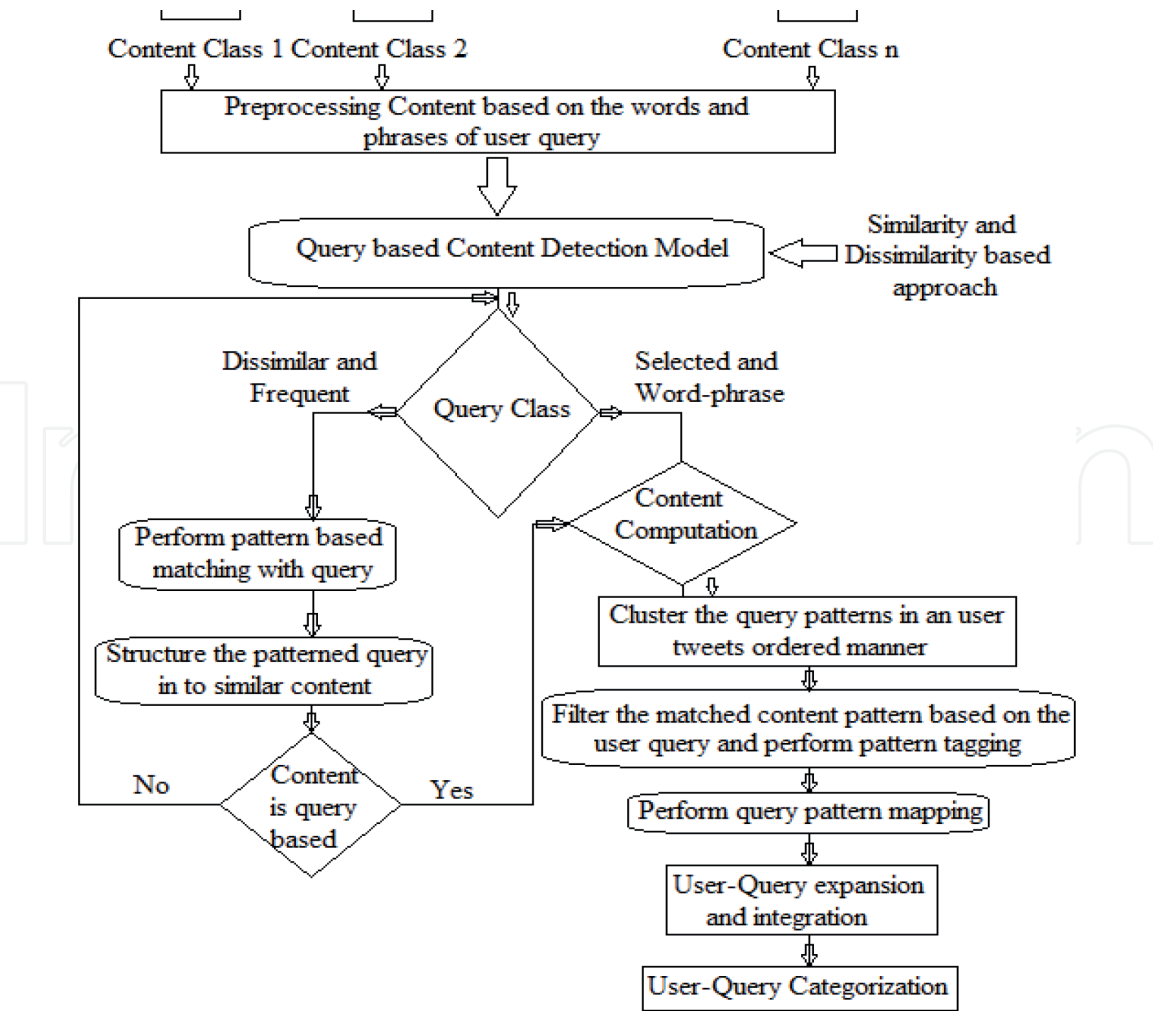 Content Class 1 Content Class 2
Content Class n
Preprocessing Content based on the words and
phrases of user query
Query based Content Detection Model
Similarity and
Dissimilarity based
approach
Dissimilar and
Frequent
Selected and
Word-phrase
Query Class
Content
Computation
Perform pattern based
matching with query
Structure the patterned query
in to similar content
Content
is query
based
No
Yes
Cluster the query patterns in an user
tweets ordered manner
Filter the matched content pattern based on the
user query and perform pattern tagging
Perform query pattern mapping
User-Query expansion
and integration
User-Query Categorization